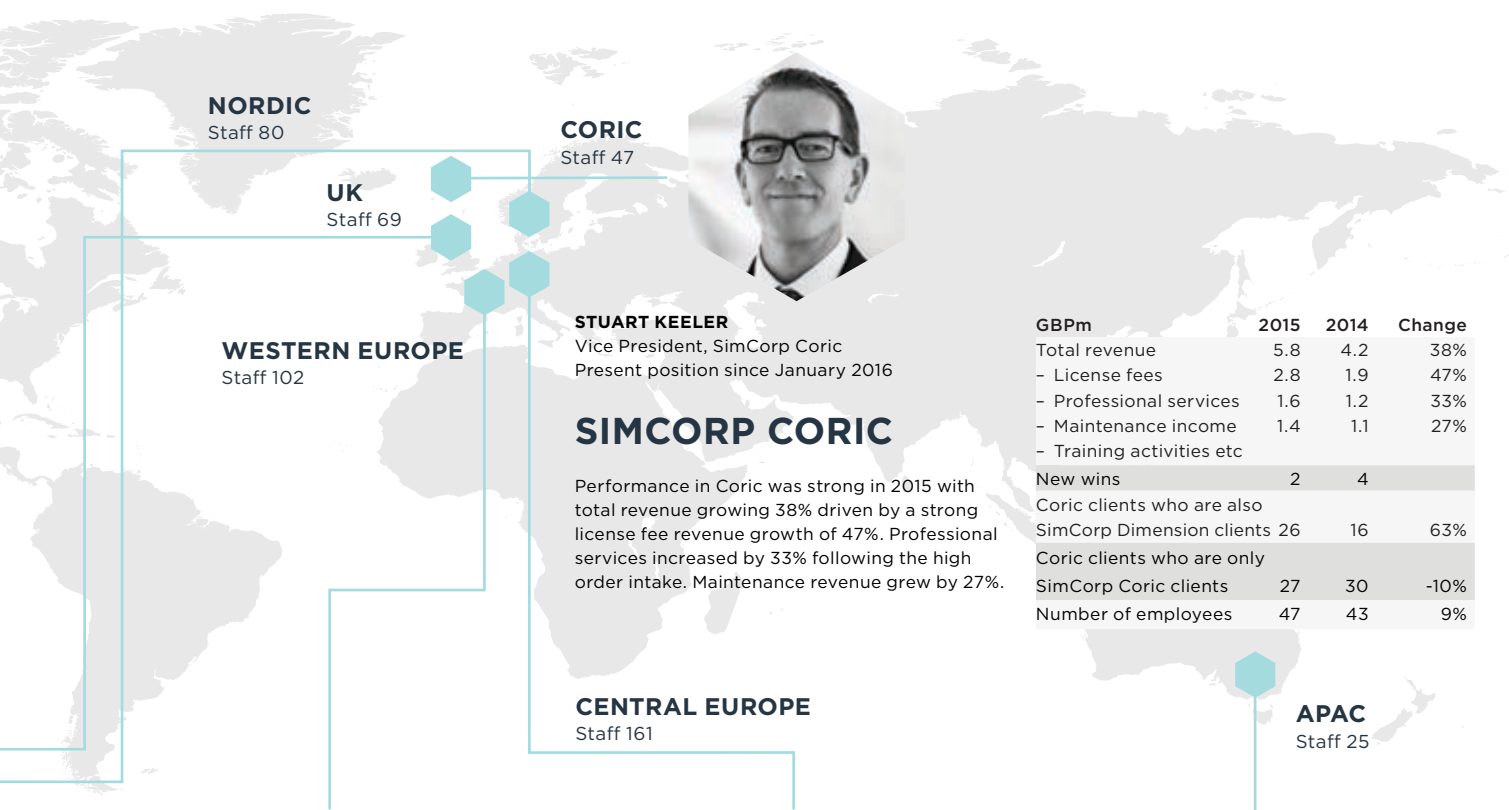 NORDIC
Staff 80
CORIC
Staff 47
UK
Staff 69
WESTERN EUROPE
Staff 102
STUART KEELER
Vice President, SimCorp Coric
Present position since January 2016
SIMCORP CORIC
Performance in Coric was strong in 2015 with
total revenue growing 38% driven by a strong
license fee revenue growth of 47%. Professional
services increased by 33% following the high
order intake. Maintenance revenue grew by 27%.
GBPm 2015 2014 Change
Total revenue 5.8 4.2 38%
– License fees 2.8 1.9 47%
– Professional services 1.6 1.2 33%
– Maintenance income 1.4 1.1 27%
– Training activities etc
New wins 2 4
Coric clients who are also
SimCorp Dimension clients 26 16 63%
Coric clients who are only
SimCorp Coric clients 27 30 -10%
Number of employees 47 43 9%
CENTRAL EUROPE
Staff 161
APAC
Staff 25